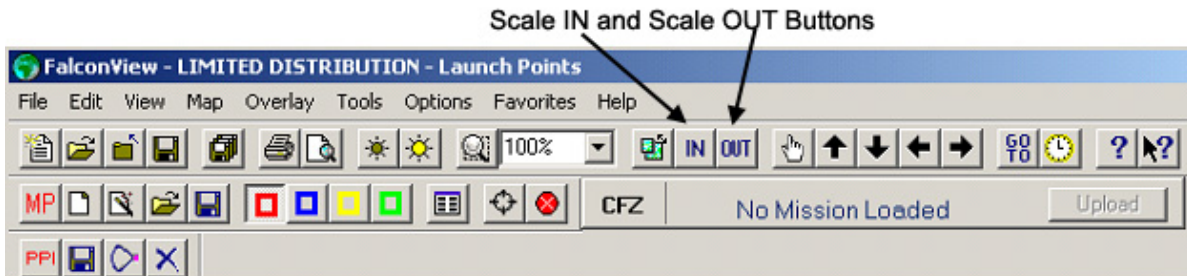 Scale IN and Scale OUT Buttons
FalconView - LIMITED DISTRIBUTION - Launch Points
File Edit View Map Overlay Tools Options Favorites Help
100% IN OUT GO TO ? ?
MP CFZ No Mission Loaded Upload
PPI